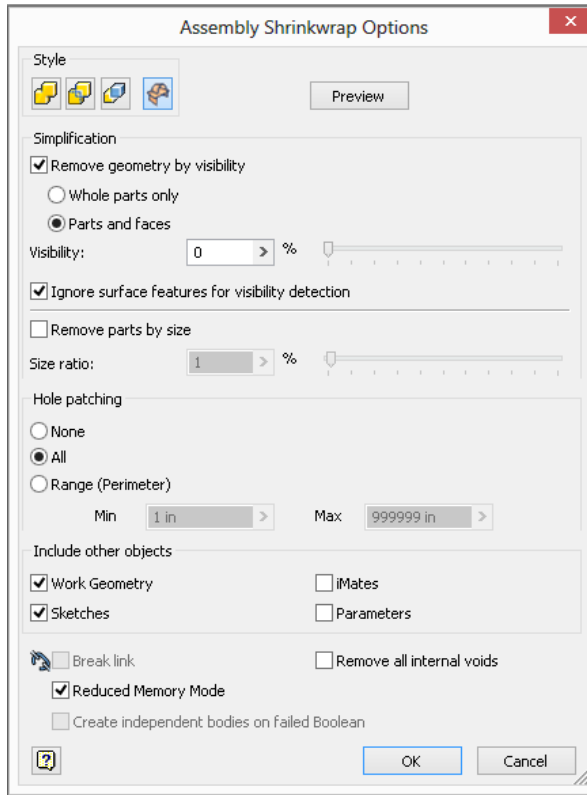 Assembly Shrinkwrap Options
Style
Preview
Simplification
Remove geometry by visibility
Whole parts only
Parts and faces
Visibility: 0 %
Ignore surface features for visibility detection
Remove parts by size
Size ratio: 1 %
Hole patching
None
All
Range (Perimeter)
Min 1 in Max 999999 in
Include other objects
Work Geometry iMates
Sketches Parameters
Break link Remove all internal voids
Reduced Memory Mode
Create independent bodies on failed Boolean
OK Cancel